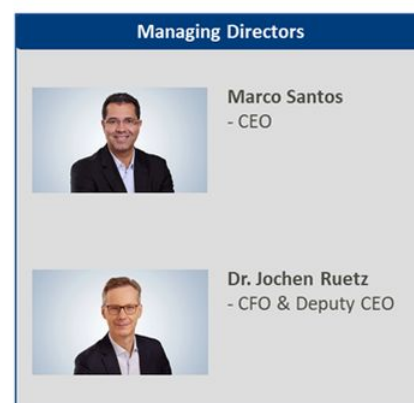 Managing Directors
Marco Santos
- CEO
Dr. Jochen Ruetz
- CFO & Deputy CEO